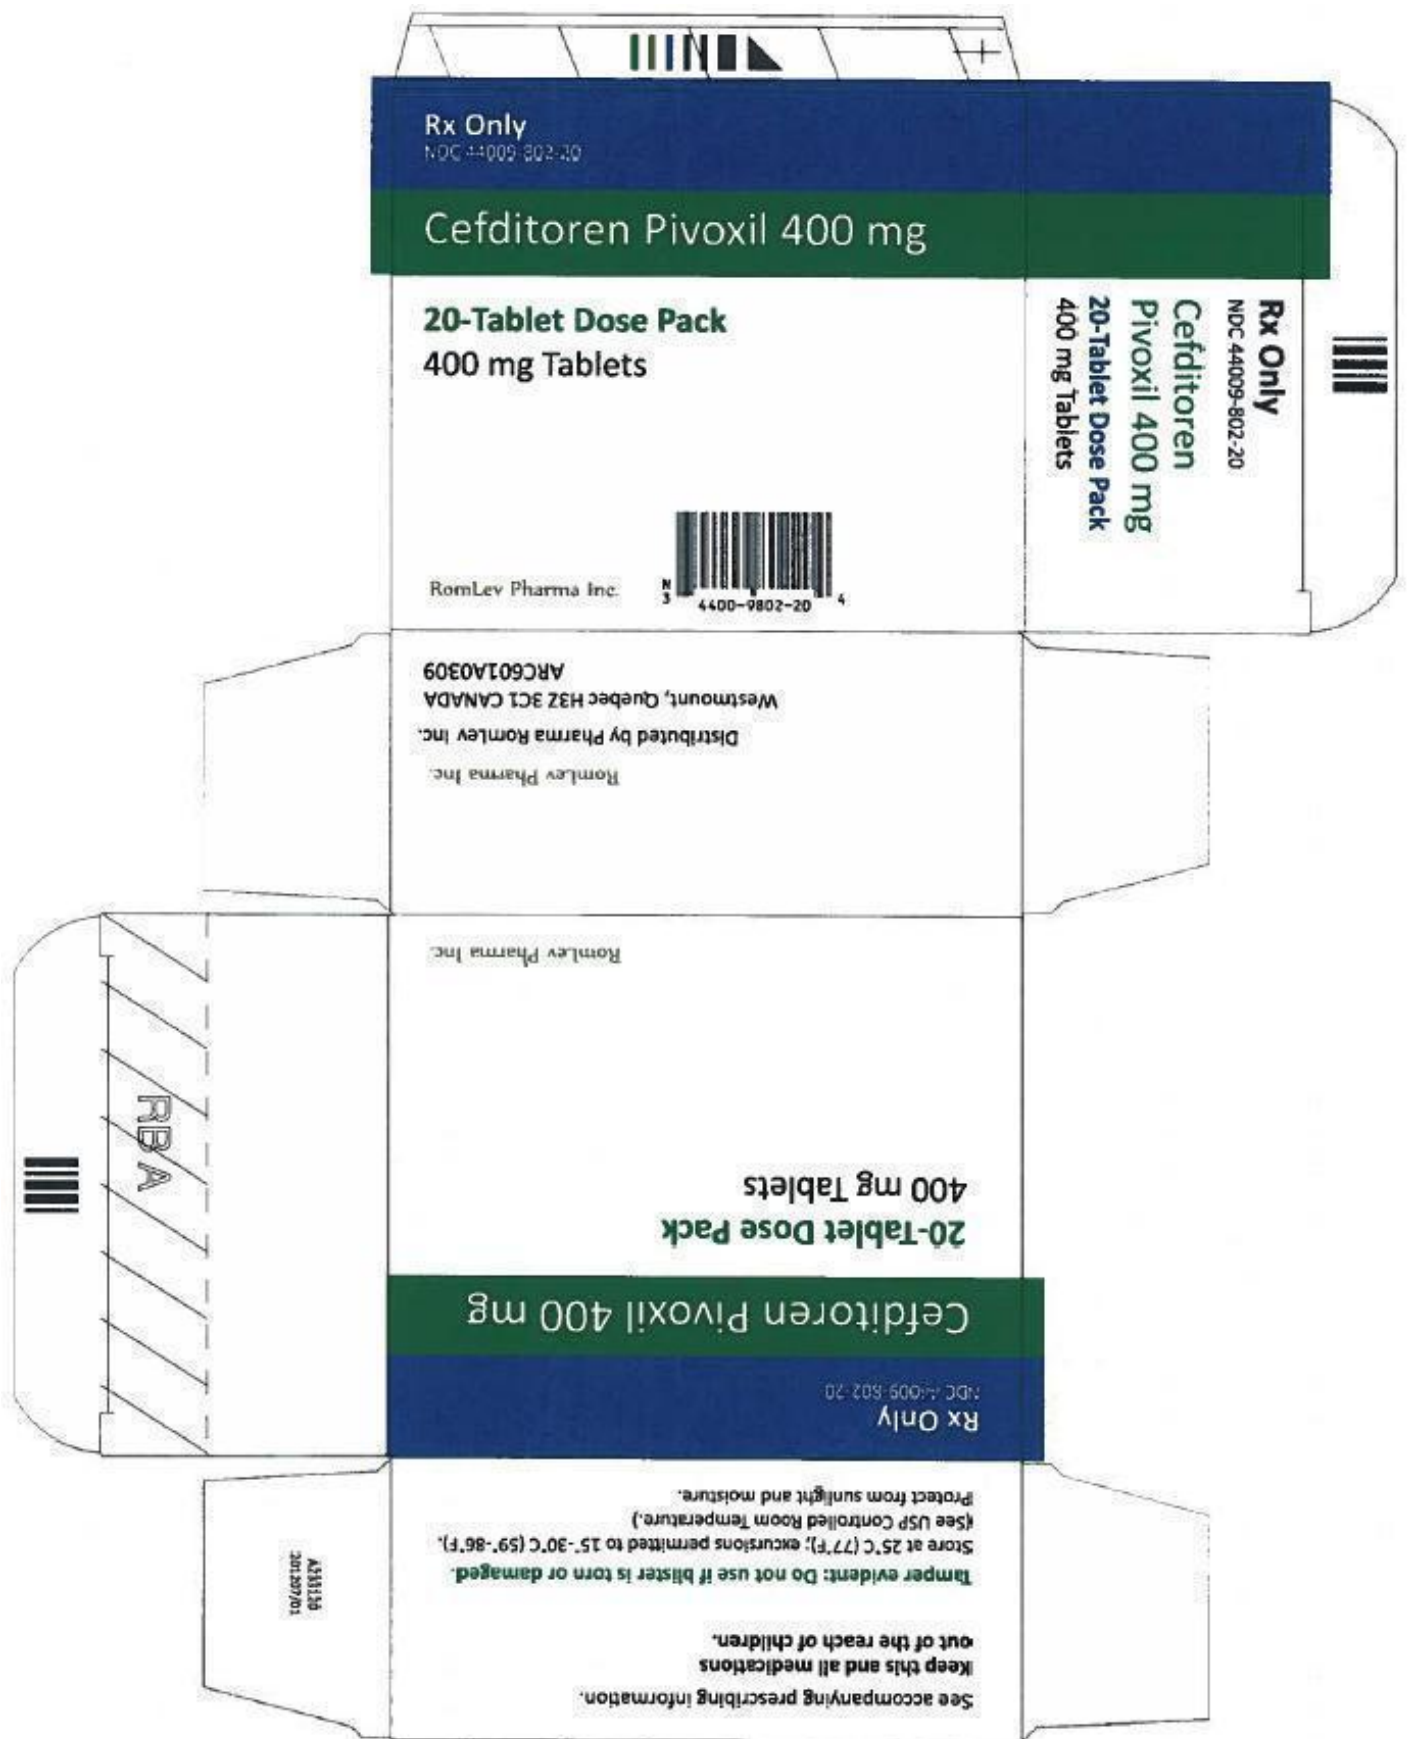 Rx Only
NDC 44009-802-20
Cefditoren Pivoxil 400 mg
20-Tablet Dose Pack
400 mg Tablets
RomLev Pharma Inc.
N
3
4400-9802-20
4
Rx Only
NDC 44009-802-20
Cefditoren
Pivoxil 400 mg
20-Tablet Dose Pack
400 mg Tablets
RomLev Pharma Inc.
Distributed by Pharma RomLev Inc.
Westmount, Quebec H3Z 3C1 CANADA
ARC601A0309
Rx Only
NDC 44009-802-20
Cefditoren Pivoxil 400 mg
20-Tablet Dose Pack
400 mg Tablets
RomLev Pharma Inc.
RBA
See accompanying prescribing information.
Keep this and all medications
out of the reach of children.
Tamper evident: Do not use if blister is torn or damaged.
Store at 25°C (77°F); excursions permitted to 15°-30°C (59°-86°F).
(See USP Controlled Room Temperature.)
Protect from sunlight and moisture.
201207/01